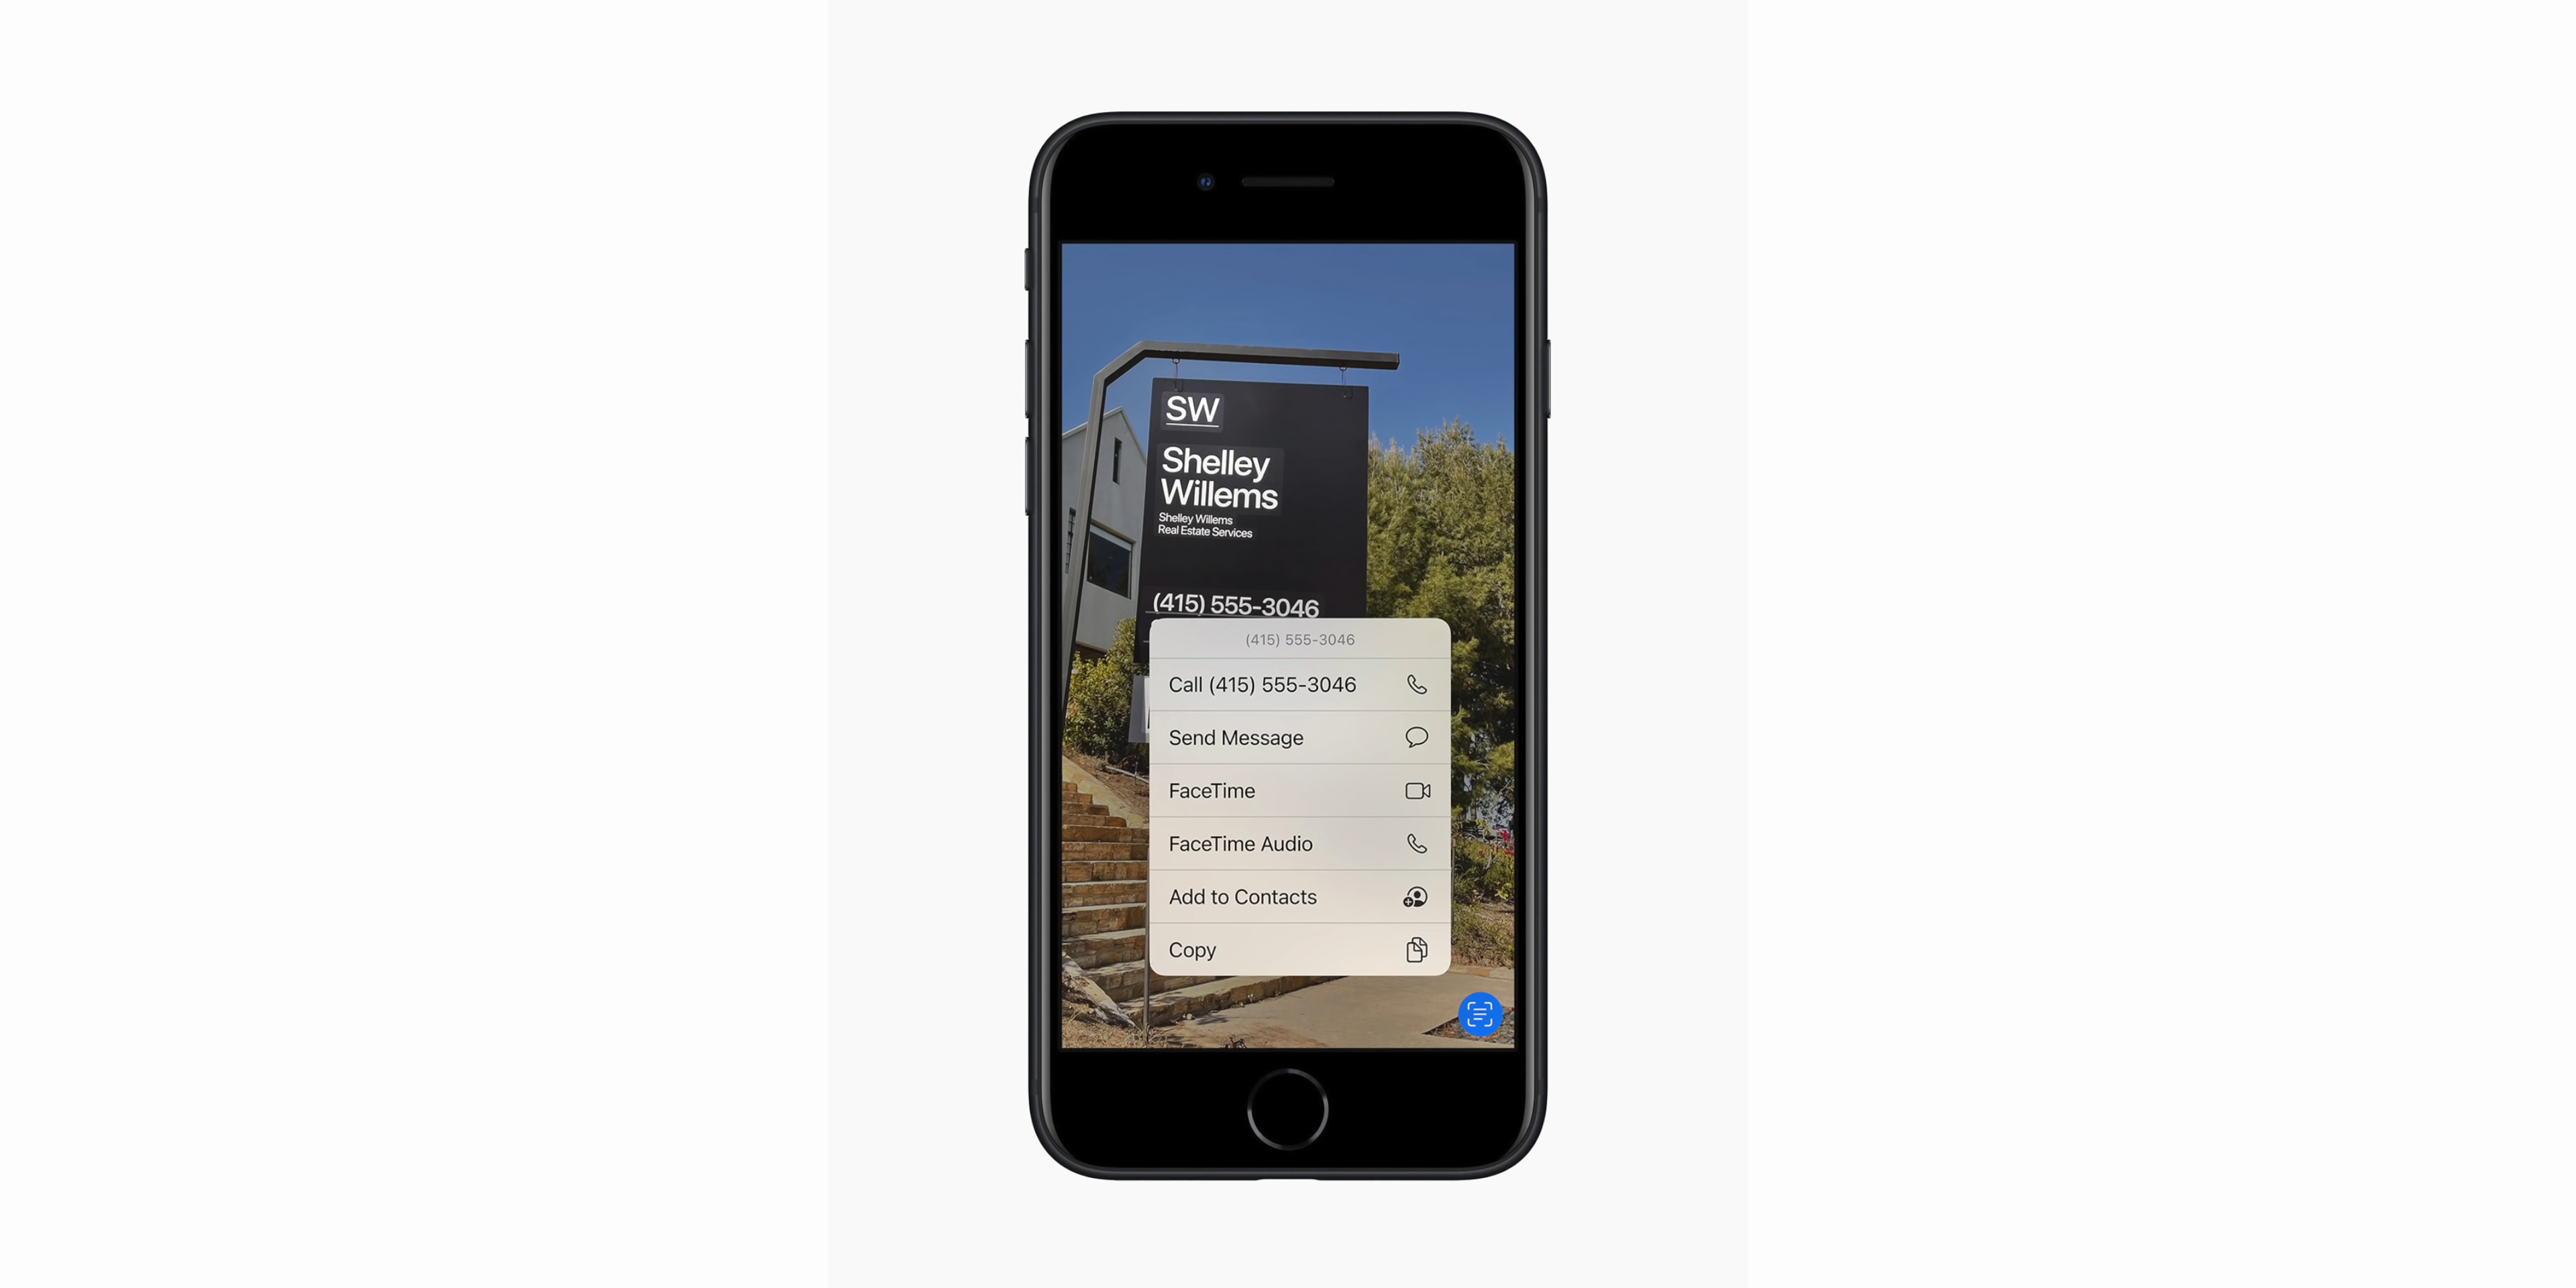 SW
Shelley
Willems
Shelley Willems
Real Estate Services
(415) 555-3046
(415) 555-3046
Call (415) 555-3046
Send Message
FaceTime
FaceTime Audio
Add to Contacts
Copy